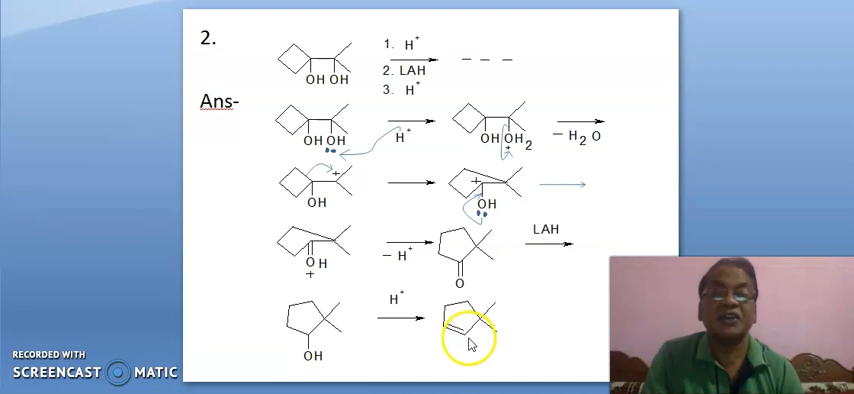 2.
1. H+
OH OH
2. LAH
3. H+
Ans-
OH OH
H+
OH OH2
+
− H2O
+
OH
+
OH
OH
+
− H+
O
LAH
OH
H+
RECORDED WITH
SCREENCAST MATIC